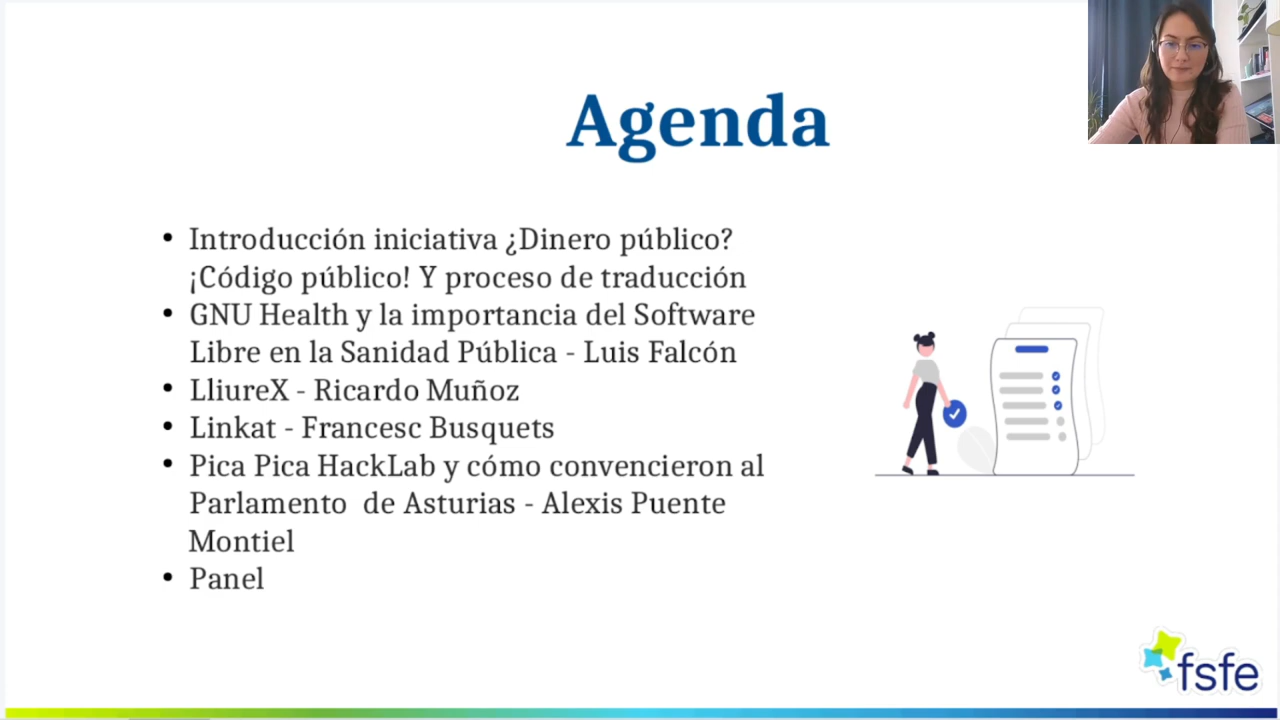 Agenda
• Introducción iniciativa ¿Dinero público?
¡Código público! Y proceso de traducción
• GNU Health y la importancia del Software
Libre en la Sanidad Pública - Luis Falcón
• LliureX - Ricardo Muñoz
• Linkat - Francesc Busquets
• Pica Pica HackLab y cómo convencieron al
Parlamento  de Asturias - Alexis Puente
Montiel
• Panel
fsfe